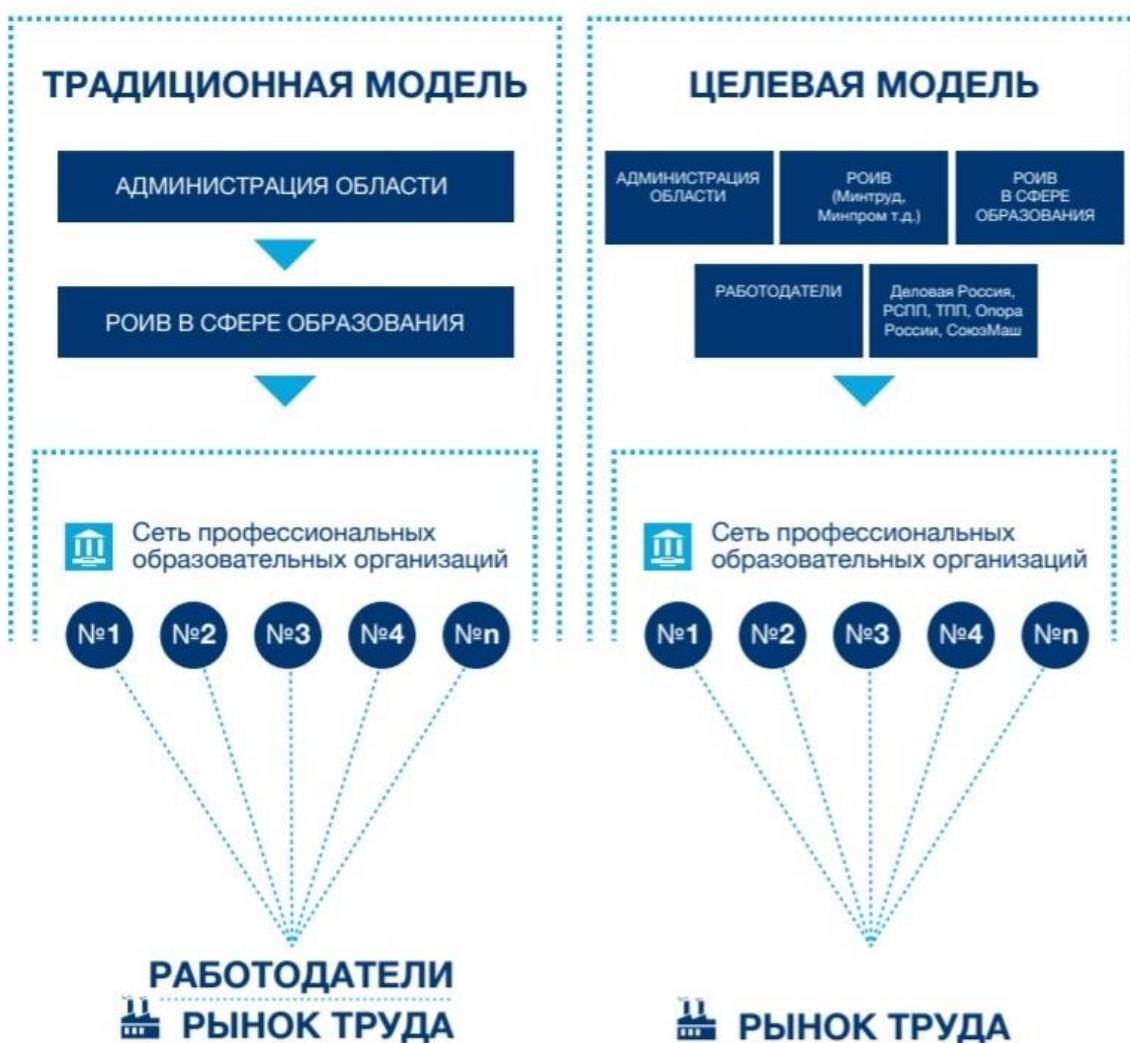 ТРАДИЦИОННАЯ МОДЕЛЬ
АДМИНИСТРАЦИЯ ОБЛАСТИ
РОИВ В СФЕРЕ ОБРАЗОВАНИЯ
Сеть профессиональных
образовательных организаций
№1 №2 №3 №4 №n
РАБОТОДАТЕЛИ
РЫНОК ТРУДА
ЦЕЛЕВАЯ МОДЕЛЬ
АДМИНИСТРАЦИЯ
ОБЛАСТИ
РОИВ
(Минтруд,
Минпром т.д.)
РОИВ
В СФЕРЕ
ОБРАЗОВАНИЯ
РАБОТОДАТЕЛИ
Деловая Россия,
РСПП, ТПП, Опора
России, СоюзМаш
Сеть профессиональных
образовательных организаций
№1 №2 №3 №4 №n
РЫНОК ТРУДА